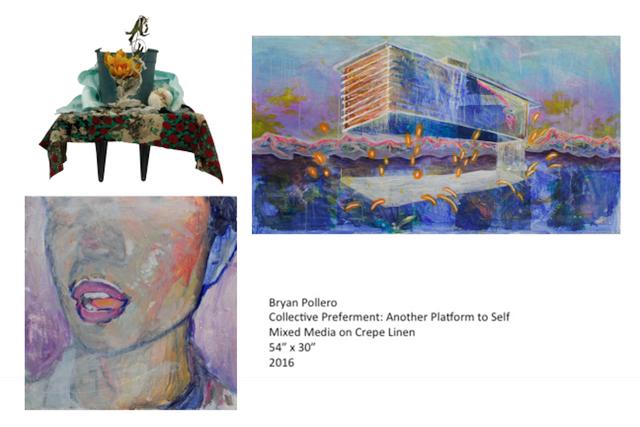 Bryan Pollero
Collective Preferment: Another Platform to Self
Mixed Media on Crepe Linen
54” x 30”
2016